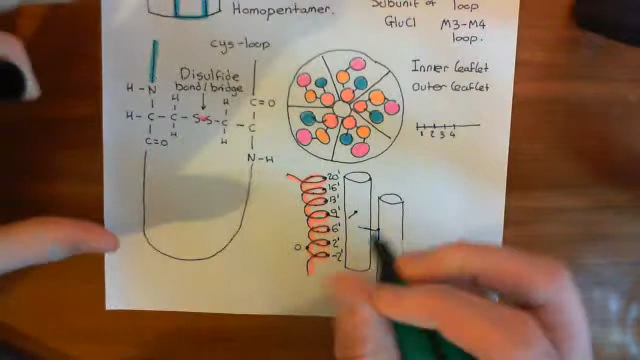 Homopentamer.
Subunit of loop
GluCl M3-M4
loop.
cys-loop
Disulfide
bond/bridge
H-N
H
H-C-C-S-S-C-C
H
C=O
H
C=O
H
N-H
Inner leaflet
Outer leaflet
1 2 3 4
20'
16'
13'
9'
6'
2'
-2'
O